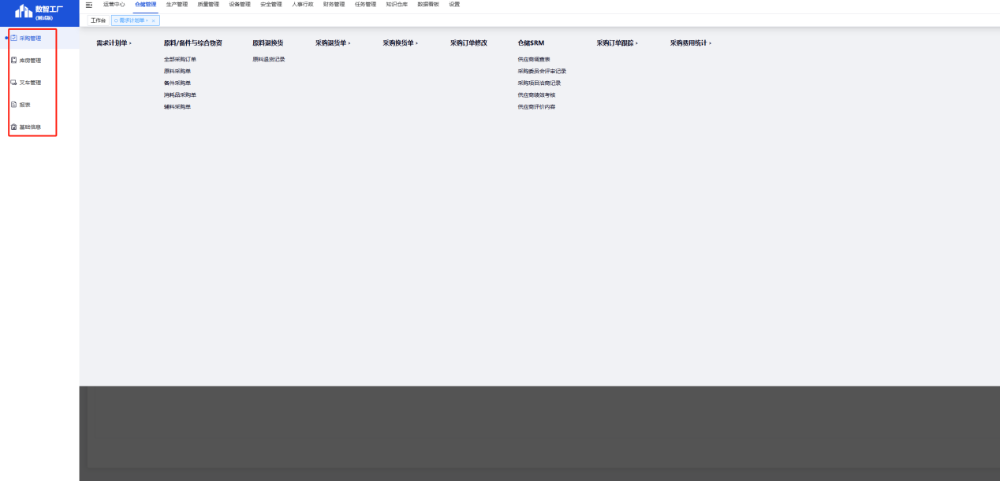 数智工厂
(测试版)
运营中心 仓储管理 生产管理 质量管理 设备管理 安全管理 人事行政 财务管理 任务管理 知识仓库 数据看板 设置
工作台 需求计划单 ×
采购管理
库房管理
叉车管理
报表
基础信息
需求计划单 ›
原料/备件与综合物资
全部采购订单
原料采购单
备件采购单
消耗品采购单
辅料采购单
原料退换货
原料退货记录
采购退货单 ›
采购换货单 ›
采购订单修改
仓储SRM
供应商调查表
采购委员会评审记录
采购项目洽商记录
供应商绩效考核
供应商评价内容
采购订单跟踪 ›
采购费用统计 ›